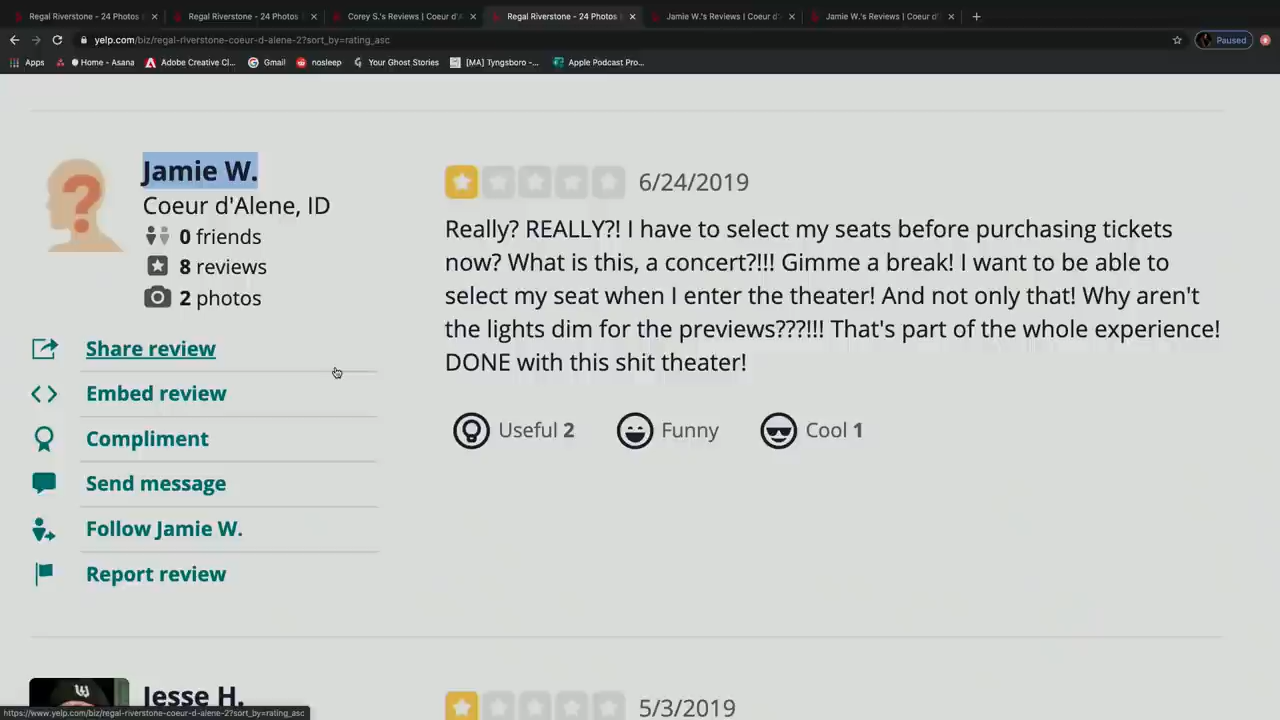 Regal Riverstone - 24 Photos
Regal Riverstone - 24 Photos
Corey S.'s Reviews | Coeur d'A
Regal Riverstone - 24 Photos
Jamie W.'s Reviews | Coeur d'
Jamie W.'s Reviews | Coeur d'
yelp.com/biz/regal-riverstone-coeur-d-alene-2?sort_by=rating_asc
Paused
Apps
Home - Asana
Adobe Creative Cl...
Gmail
nosleep
Your Ghost Stories
[MA] Tyngsboro -...
Apple Podcast Pro...
Jamie W.
Coeur d'Alene, ID
0 friends
8 reviews
2 photos
Share review
Embed review
Compliment
Send message
Follow Jamie W.
Report review
6/24/2019
Really? REALLY?! I have to select my seats before purchasing tickets
now? What is this, a concert?!!! Gimme a break! I want to be able to
select my seat when I enter the theater! And not only that! Why aren't
the lights dim for the previews???!!! That's part of the whole experience!
DONE with this shit theater!
Useful 2
Funny
Cool 1
Jesse H.
5/3/2019
https://www.yelp.com/biz/regal-riverstone-coeur-d-alene-2?sort_by=rating_asc